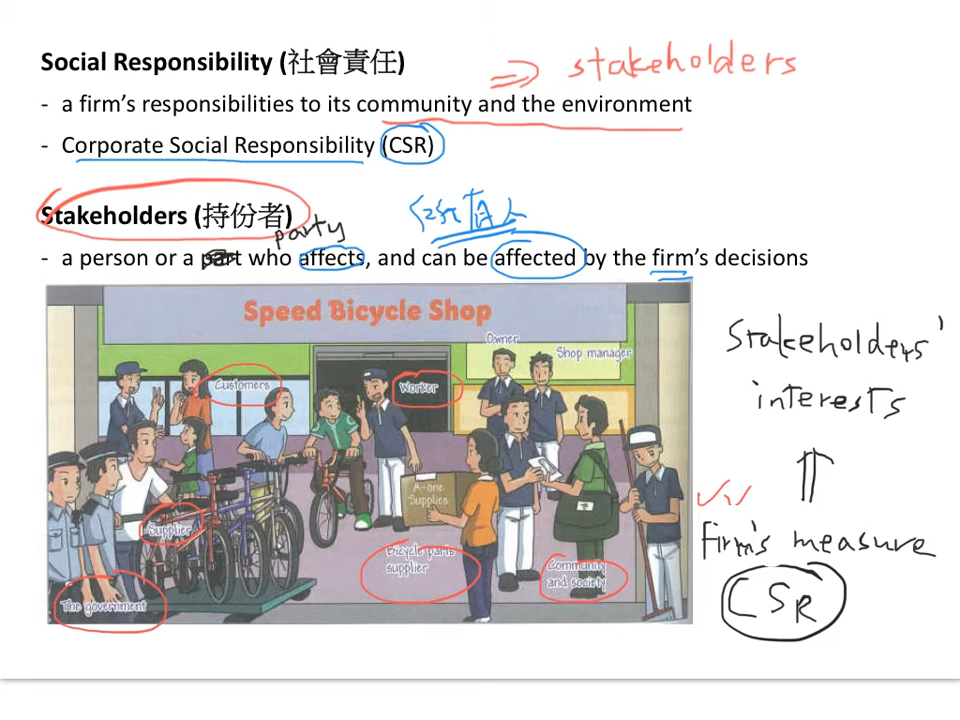 Social Responsibility (社會責任)
⇒ stakeholders
- a firm's responsibilities to its community and the environment
- Corporate Social Responsibility (CSR)
Stakeholders (持份者)
party
- a person or a who affects, and can be affected by the firm's decisions
Speed Bicycle Shop
Owner
Shop manager
Customers
Worker
A-one
Supplies
Supplier
Bicycle parts
supplier
Community
and society
The government
Stakeholders'
interests
⇑
Firm's measure
CSR